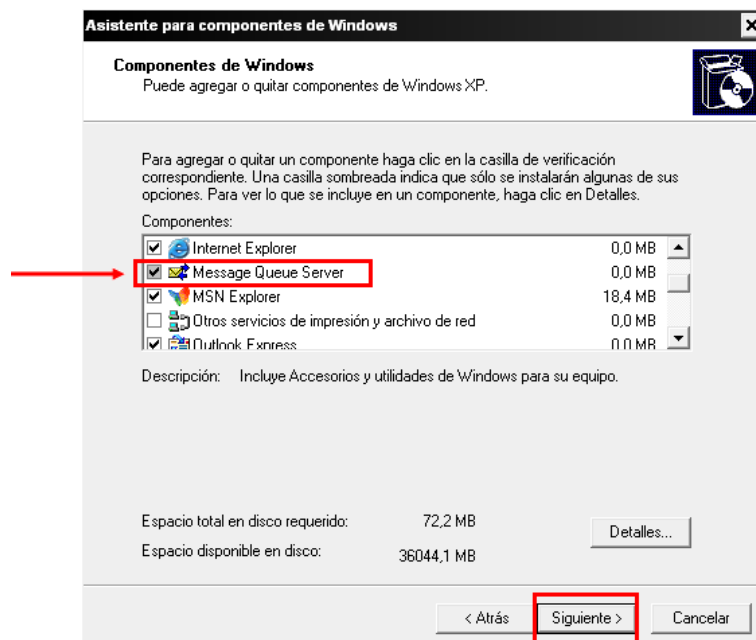 Asistente para componentes de Windows
Componentes de Windows
Puede agregar o quitar componentes de Windows XP.
Para agregar o quitar un componente haga clic en la casilla de verificación
correspondiente. Una casilla sombreada indica que sólo se instalarán algunas de sus
opciones. Para ver lo que se incluye en un componente, haga clic en Detalles.
Componentes:
Internet Explorer 0,0 MB
Message Queue Server 0,0 MB
MSN Explorer 18,4 MB
Otros servicios de impresión y archivo de red 0,0 MB
Outlook Express 0,0 MB
Descripción: Incluye Accesorios y utilidades de Windows para su equipo.
Espacio total en disco requerido: 72,2 MB
Detalles...
Espacio disponible en disco: 36044,1 MB
< Atrás Siguiente > Cancelar